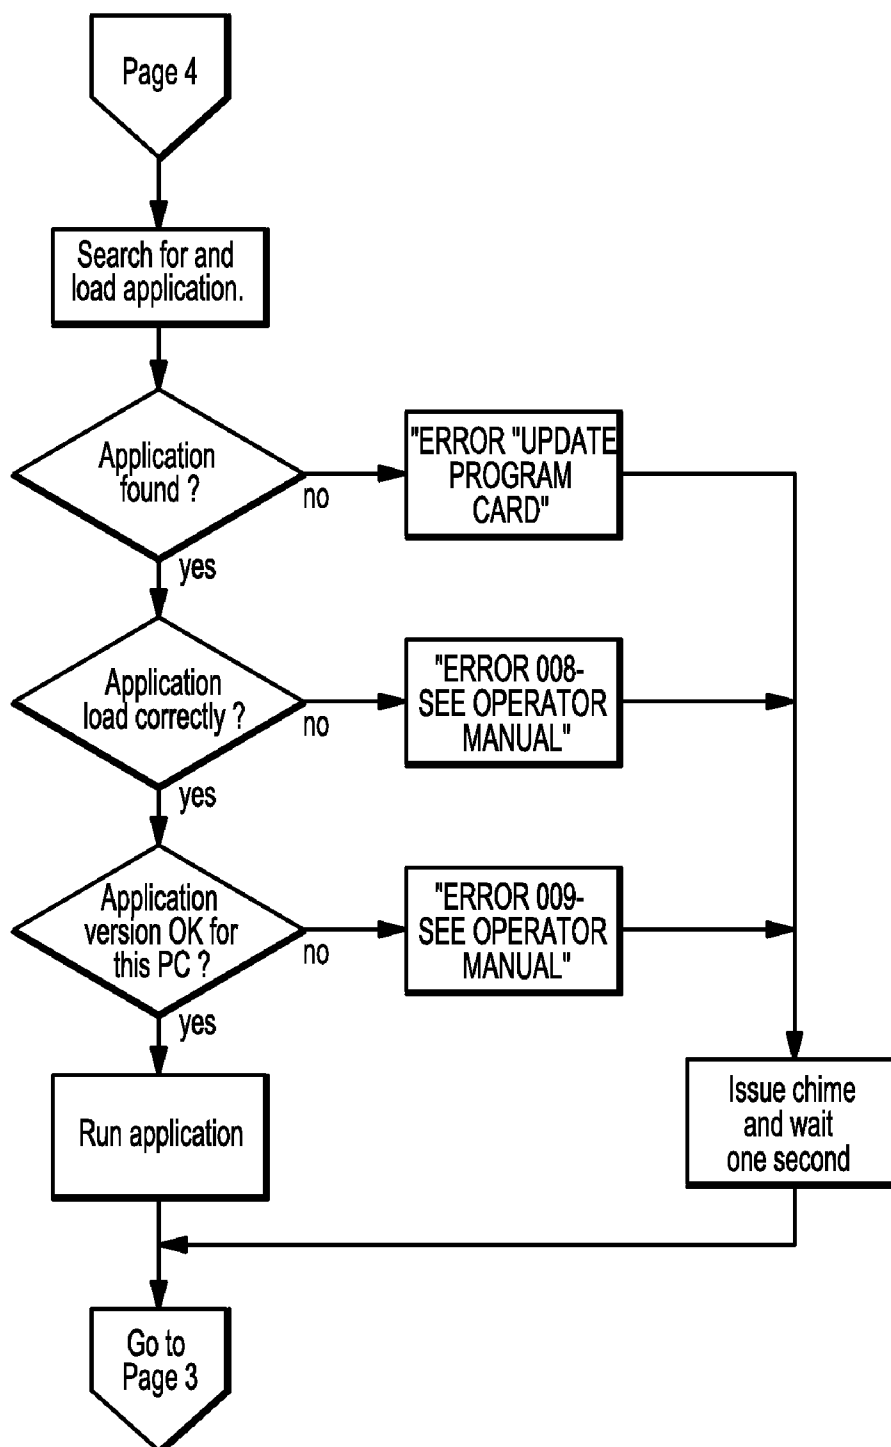 Page 4
Search for and
load application.
Application
found ?
no
"ERROR "UPDATE
PROGRAM
CARD"
yes
Application
load correctly ?
no
"ERROR 008-
SEE OPERATOR
MANUAL"
yes
Application
version OK for
this PC ?
no
"ERROR 009-
SEE OPERATOR
MANUAL"
yes
Run application
Issue chime
and wait
one second
Go to
Page 3